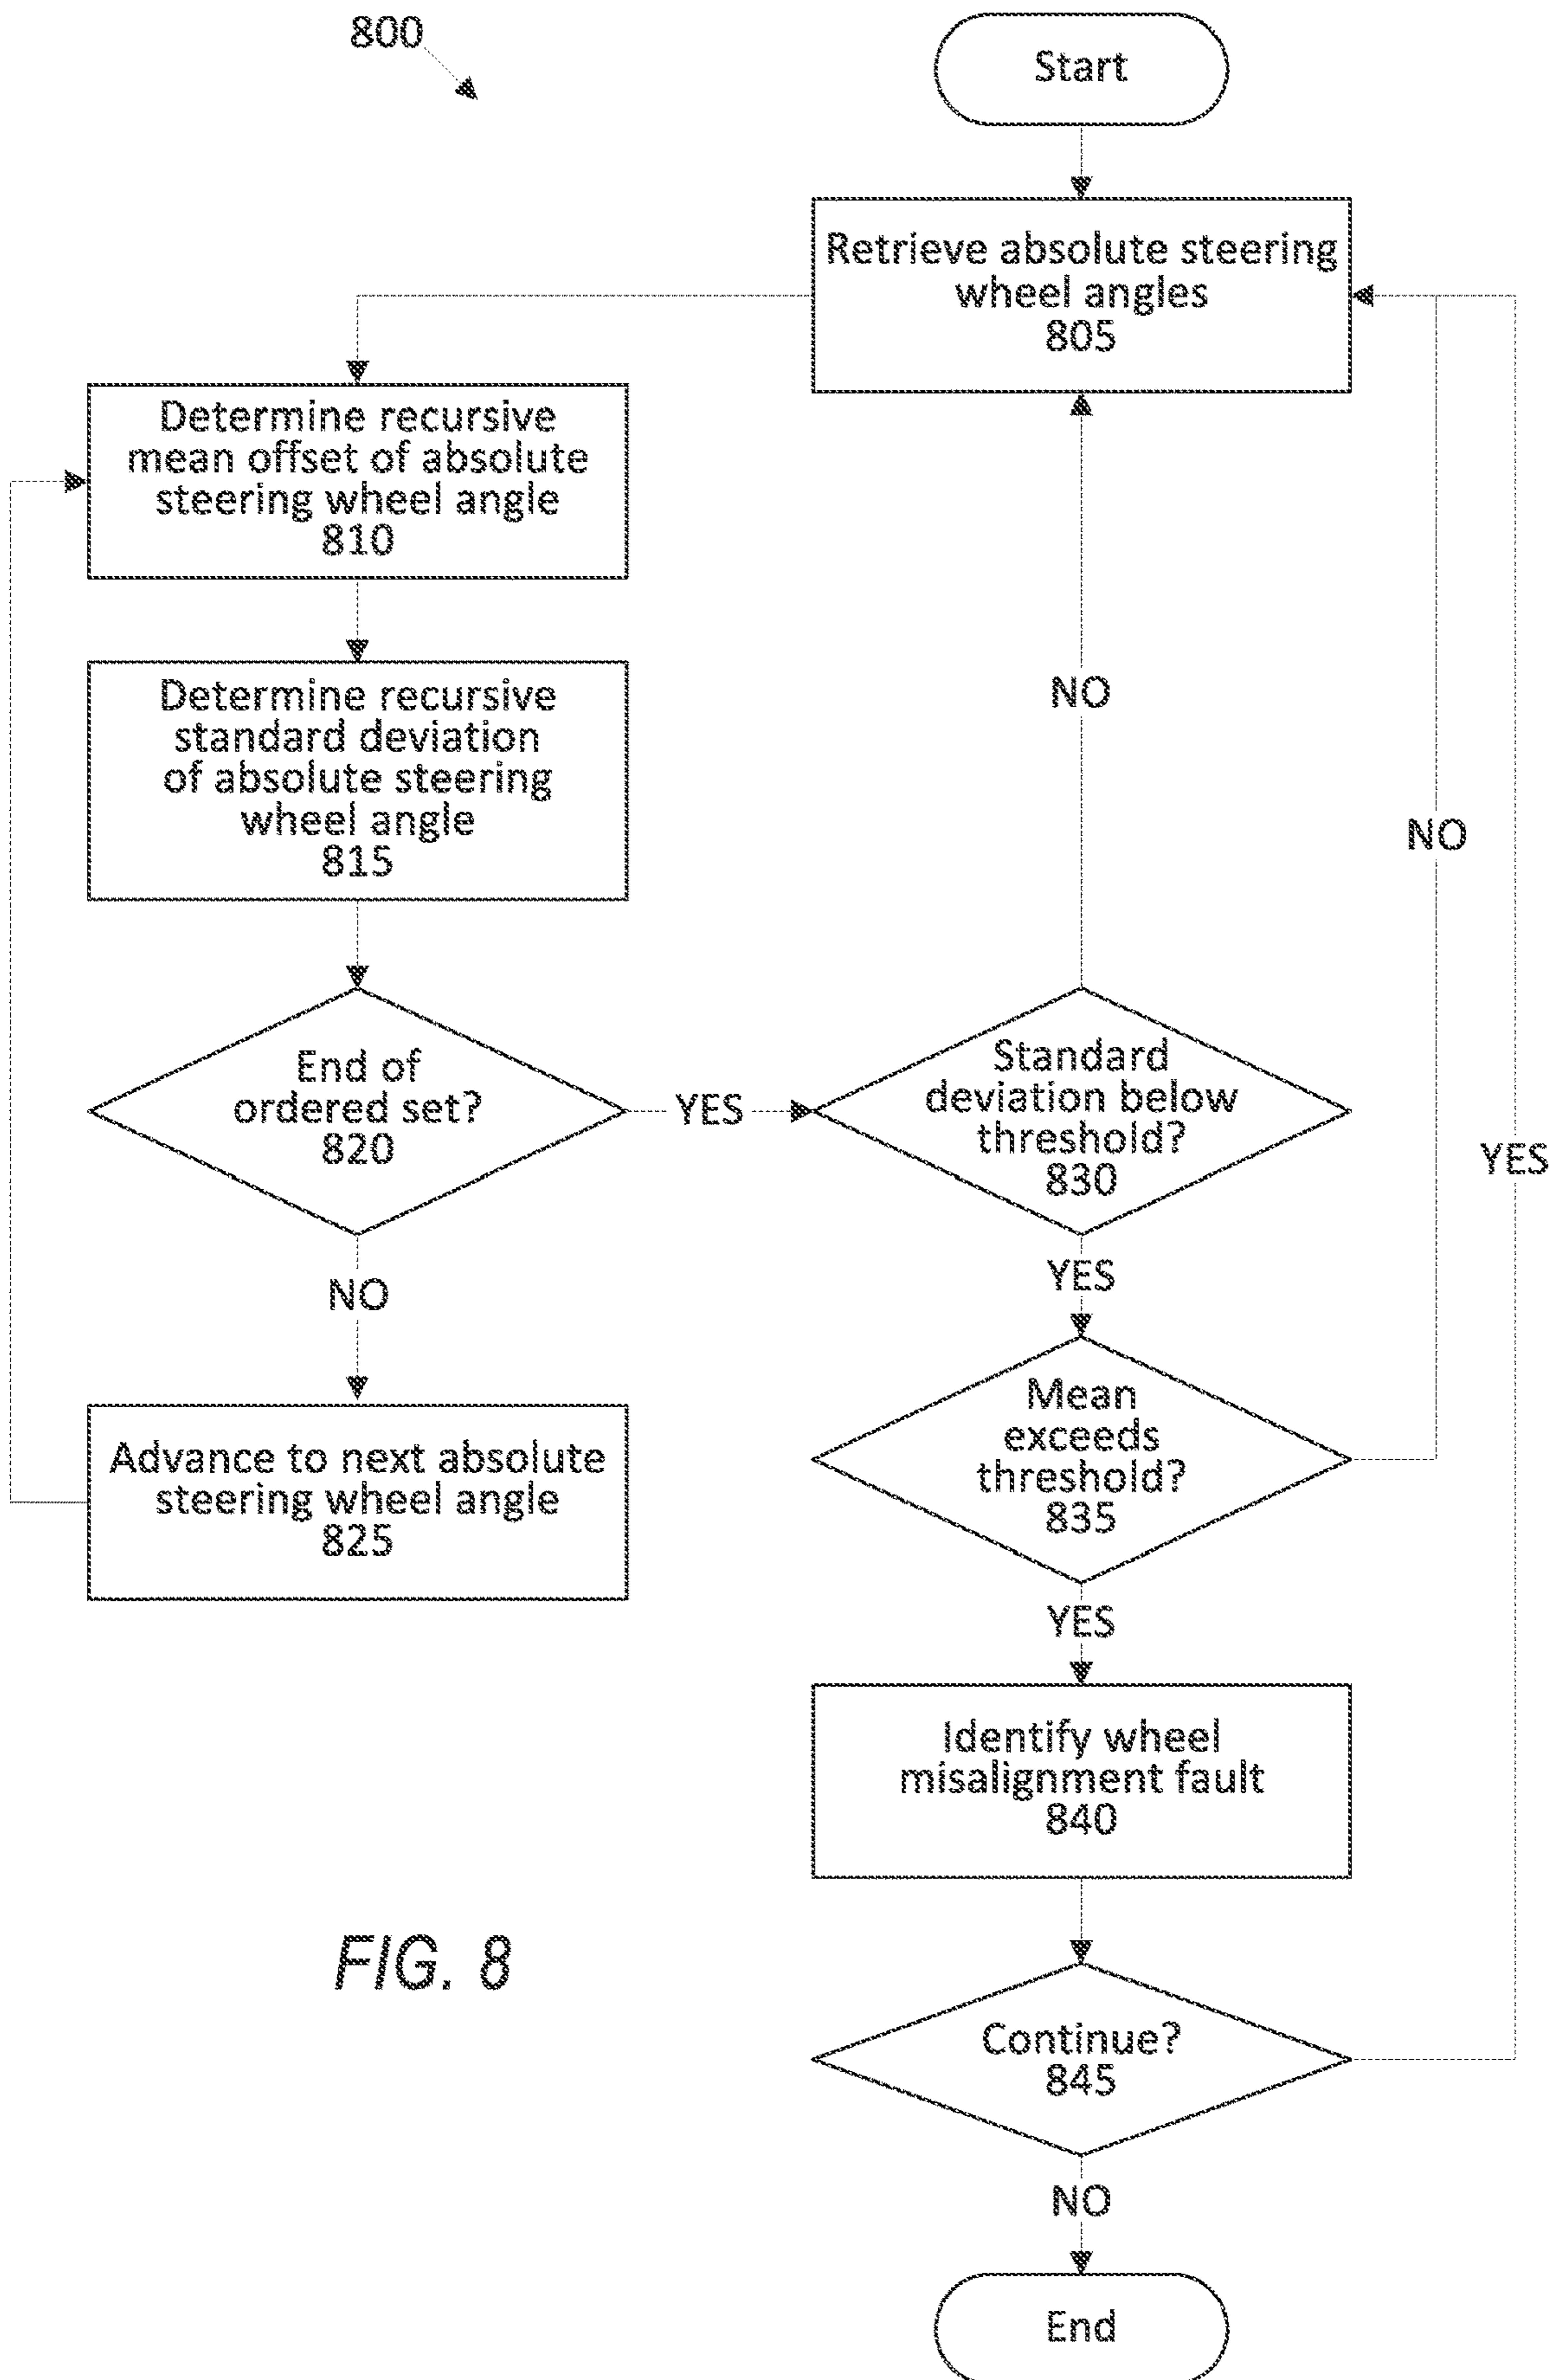 800
Start
Retrieve absolute steering
wheel angles
805
Determine recursive
mean offset of absolute
steering wheel angle
810
Determine recursive
standard deviation
of absolute steering
wheel angle
815
NO
NO
End of
ordered set?
820
YES
Standard
deviation below
threshold?
830
YES
NO
YES
Advance to next absolute
steering wheel angle
825
Mean
exceeds
threshold?
835
YES
Identify wheel
misalignment fault
840
FIG. 8
Continue?
845
NO
End